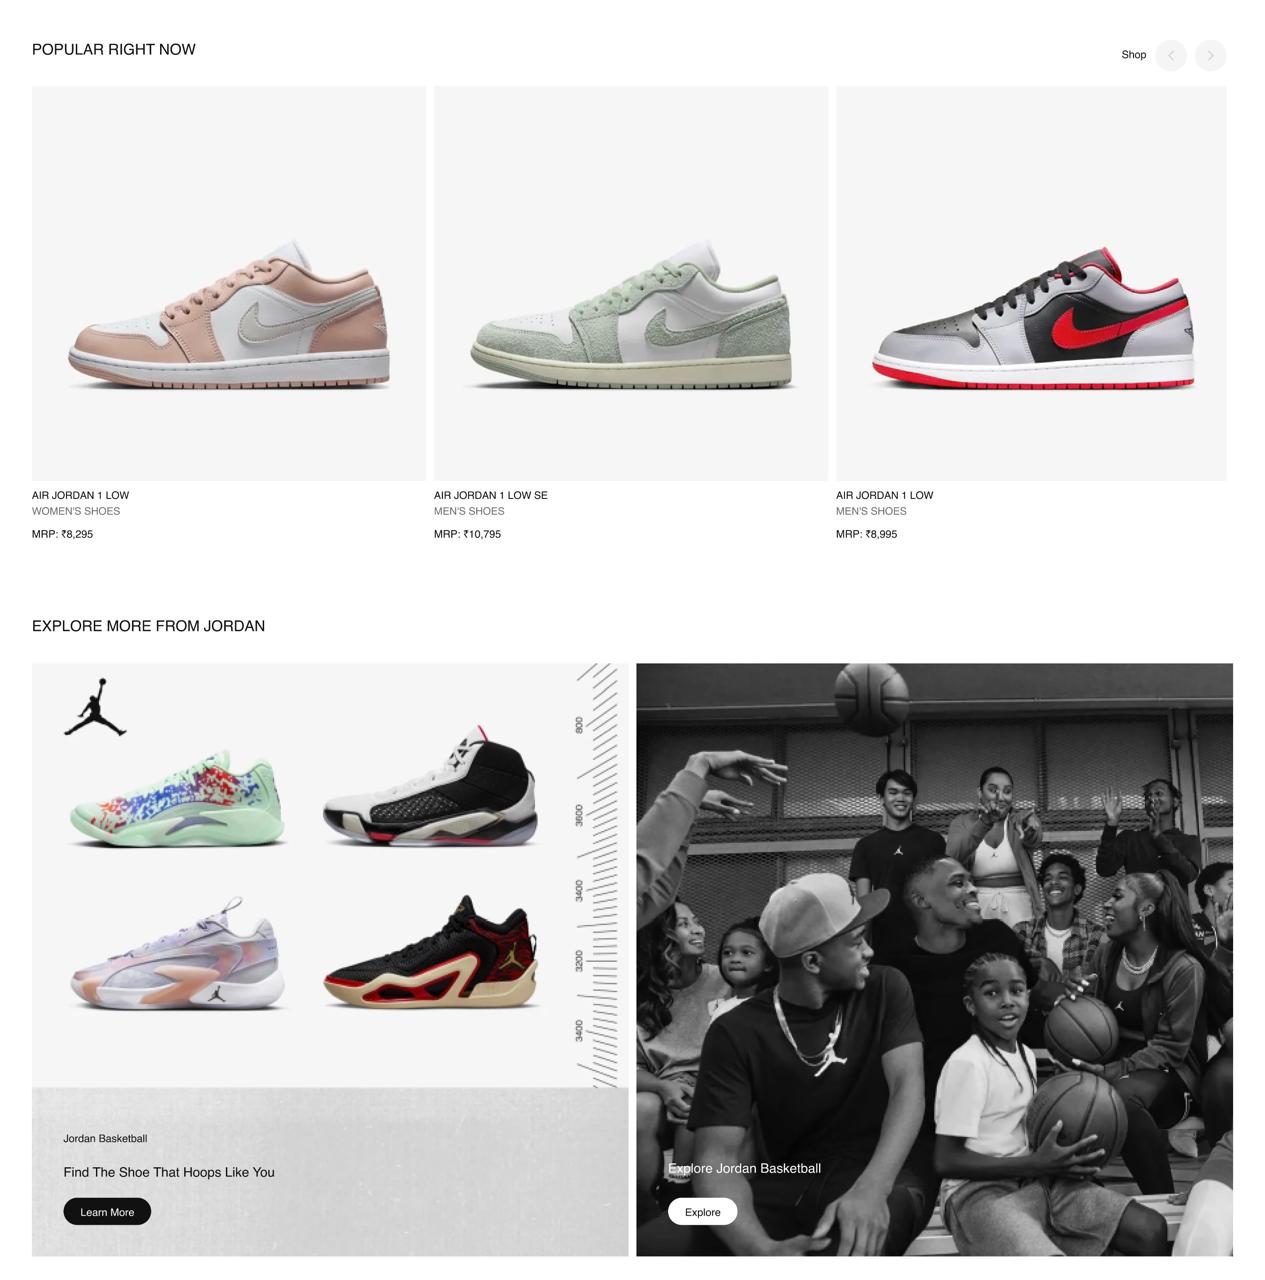 POPULAR RIGHT NOW
Shop
AIR JORDAN 1 LOW
WOMEN'S SHOES
MRP: ₹8,295
AIR JORDAN 1 LOW SE
MEN'S SHOES
MRP: ₹10,795
AIR JORDAN 1 LOW
MEN'S SHOES
MRP: ₹8,995
EXPLORE MORE FROM JORDAN
800
3600
3400
3200
3400
Jordan Basketball
Find The Shoe That Hoops Like You
Learn More
Explore Jordan Basketball
Explore